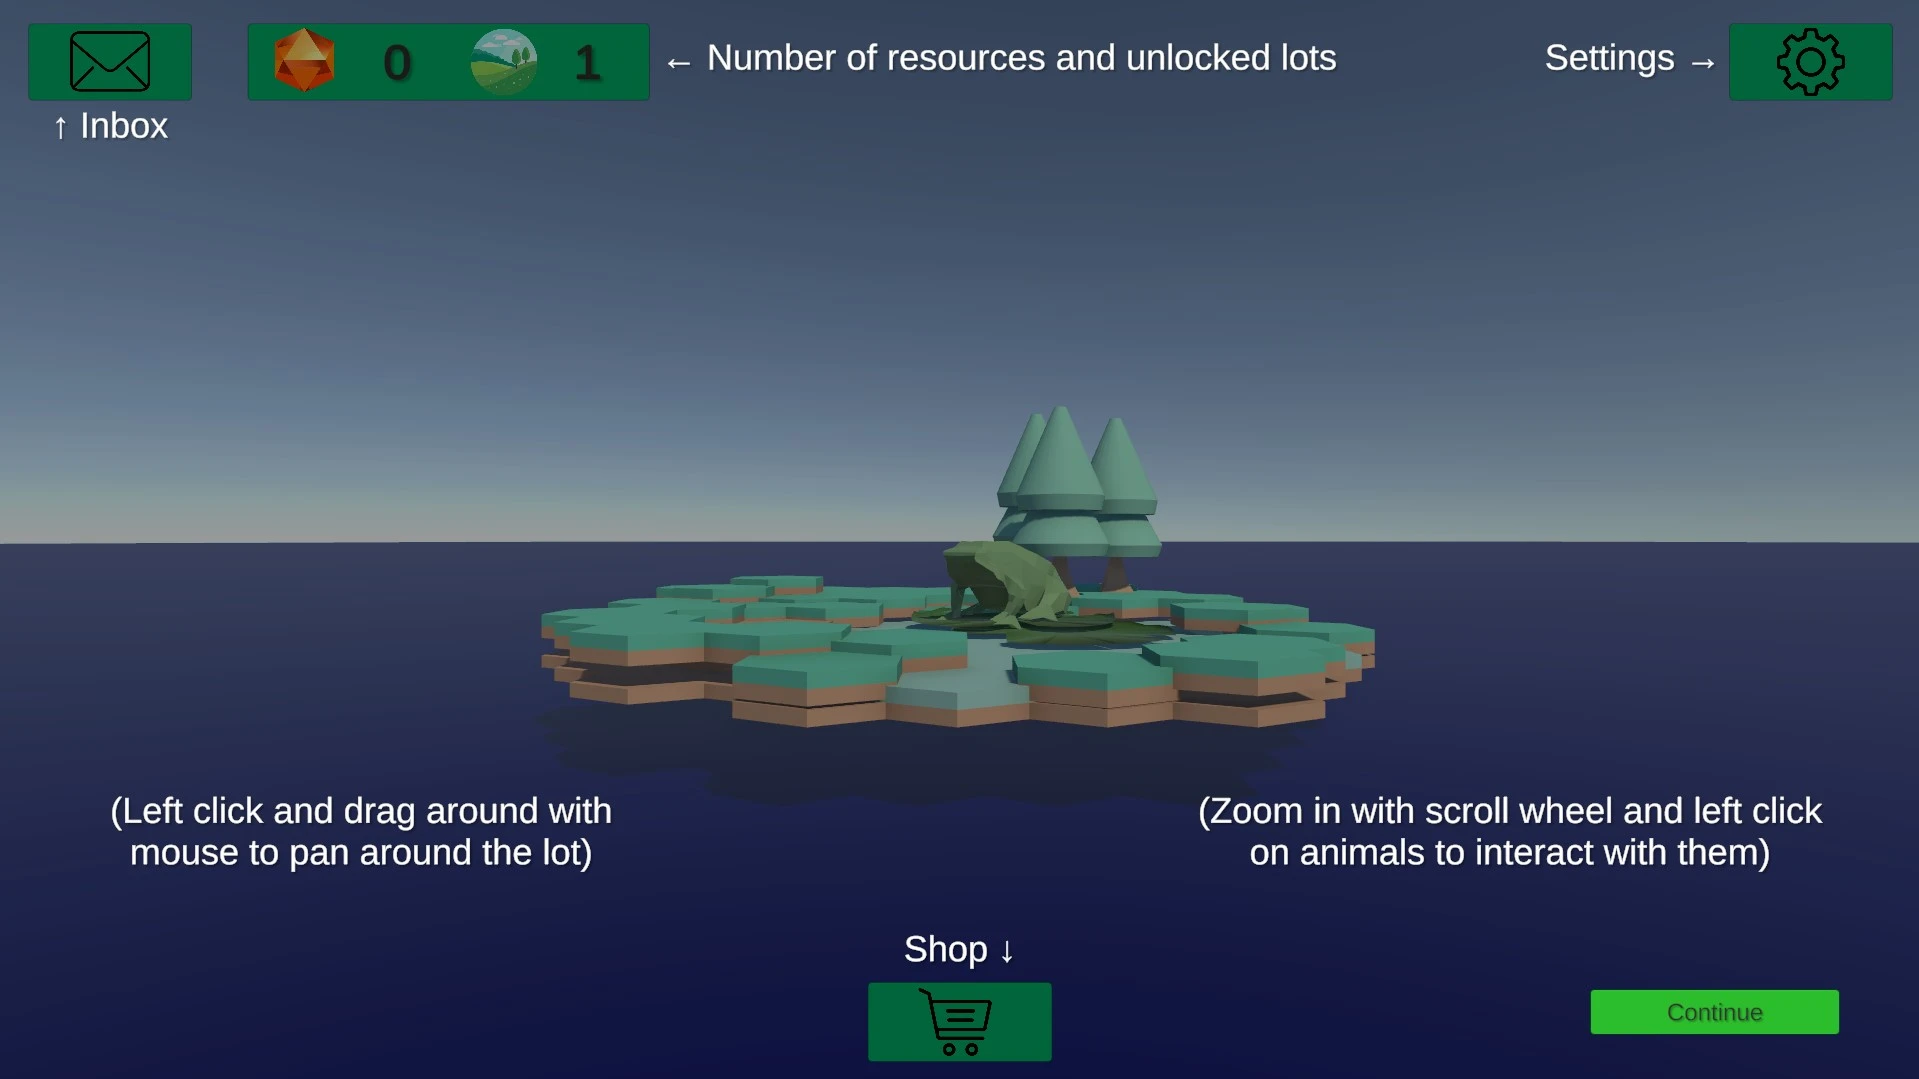 0 1 ← Number of resources and unlocked lots
Settings →
↑ Inbox
(Left click and drag around with
mouse to pan around the lot)
(Zoom in with scroll wheel and left click
on animals to interact with them)
Shop ↓
Continue